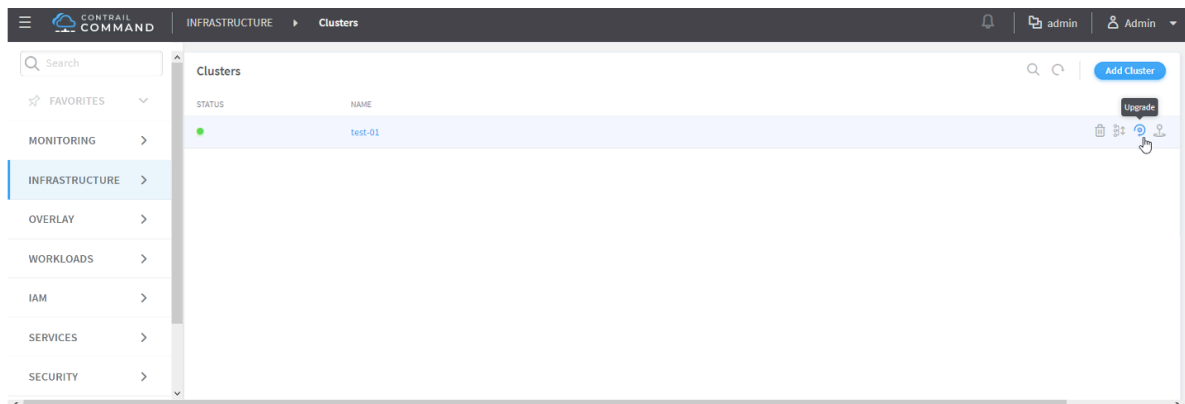 CONTRAIL
COMMAND
INFRASTRUCTURE
Clusters
admin
Admin
Search
FAVORITES
MONITORING
INFRASTRUCTURE
OVERLAY
WORKLOADS
IAM
SERVICES
SECURITY
Clusters
Add Cluster
STATUS
NAME
Upgrade
test-01